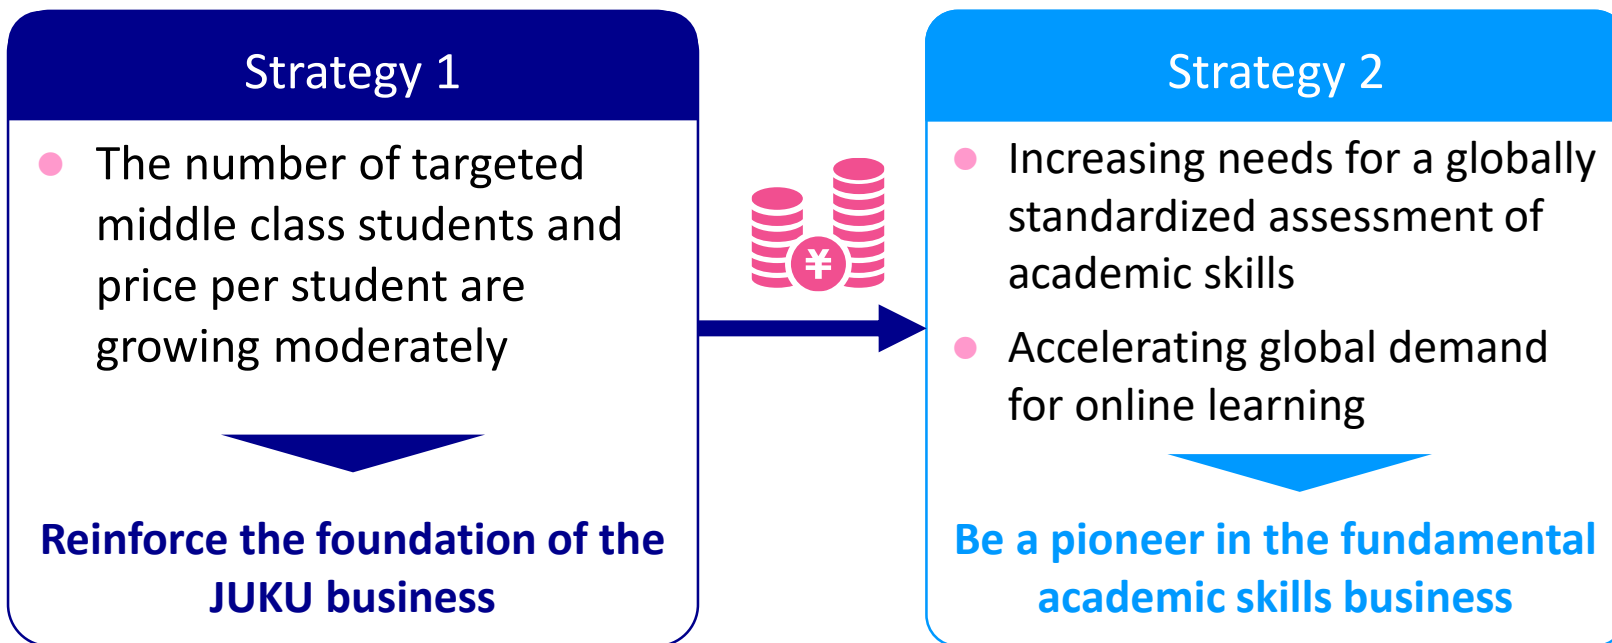 Strategy 1
The number of targeted
middle class students and
price per student are
growing moderately
Reinforce the foundation of the
JUKU business
¥
Strategy 2
Increasing needs for a globally
standardized assessment of
academic skills
Accelerating global demand
for online learning
Be a pioneer in the fundamental
academic skills business